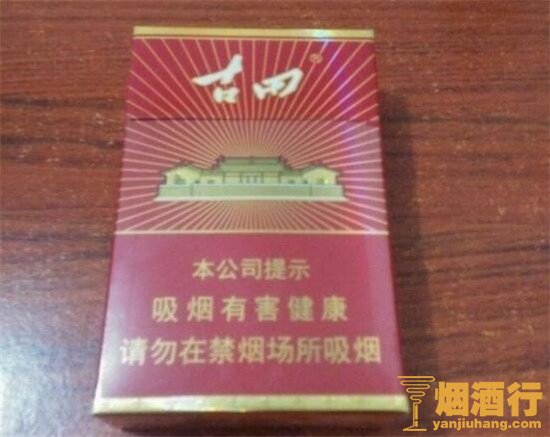 古田®
本公司提示
吸烟有害健康
请勿在禁烟场所吸烟
烟酒行
yanjiuhang.com